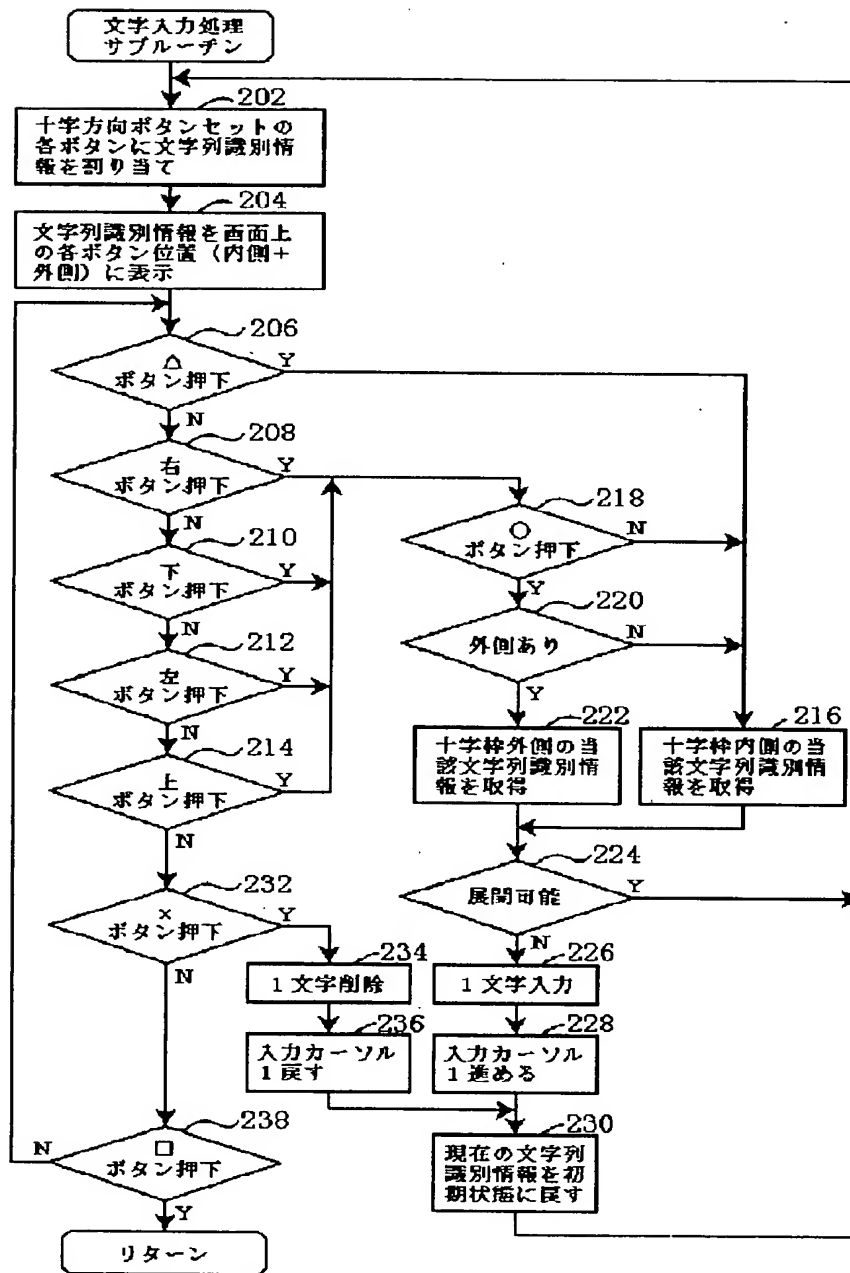 文字入力処理
サブルーチン
202
十字方向ボタンセットの
各ボタンに文字列識別情
報を割り当て
204
文字列識別情報を画面上
の各ボタン位置（内側＋
外側）に表示
206
△
ボタン押下
Y
N
208
右
ボタン押下
Y
N
210
下
ボタン押下
Y
N
212
左
ボタン押下
Y
N
214
上
ボタン押下
Y
N
218
○
ボタン押下
N
Y
220
外側あり
N
Y
222
十字枠外側の当
該文字列識別情
報を取得
216
十字枠内側の当
該文字列識別情
報を取得
224
展開可能
Y
N
226
1文字入力
228
入力カーソル
1進める
232
×
ボタン押下
Y
N
234
1文字削除
236
入力カーソル
1戻す
230
現在の文字列
識別情報を初
期状態に戻す
238
□
ボタン押下
N
Y
リターン